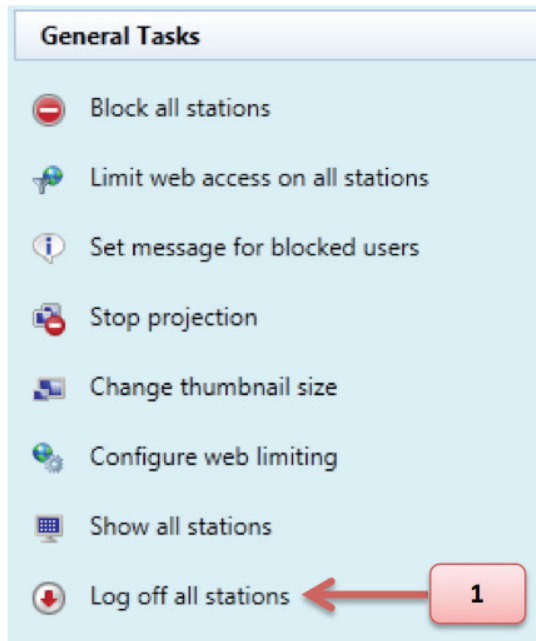 General Tasks
Block all stations
Limit web access on all stations
Set message for blocked users
Stop projection
Change thumbnail size
Configure web limiting
Show all stations
Log off all stations 1